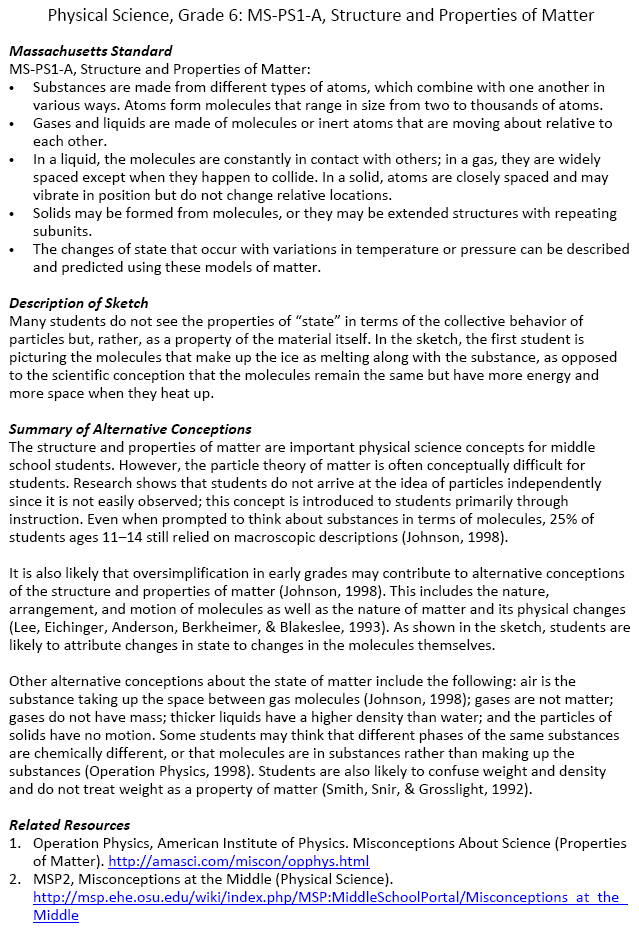 Physical Science, Grade 6: MS-PS1-A, Structure and Properties of Matter
Massachusetts Standard
MS-PS1-A, Structure and Properties of Matter:
• Substances are made from different types of atoms, which combine with one another in
various ways. Atoms form molecules that range in size from two to thousands of atoms.
• Gases and liquids are made of molecules or inert atoms that are moving about relative to
each other.
• In a liquid, the molecules are constantly in contact with others; in a gas, they are widely
spaced except when they happen to collide. In a solid, atoms are closely spaced and may
vibrate in position but do not change relative locations.
• Solids may be formed from molecules, or they may be extended structures with repeating
subunits.
• The changes of state that occur with variations in temperature or pressure can be described
and predicted using these models of matter.
Description of Sketch
Many students do not see the properties of “state” in terms of the collective behavior of
particles but, rather, as a property of the material itself. In the sketch, the first student is
picturing the molecules that make up the ice as melting along with the substance, as opposed
to the scientific conception that the molecules remain the same but have more energy and
more space when they heat up.
Summary of Alternative Conceptions
The structure and properties of matter are important physical science concepts for middle
school students. However, the particle theory of matter is often conceptually difficult for
students. Research shows that students do not arrive at the idea of particles independently
since it is not easily observed; this concept is introduced to students primarily through
instruction. Even when prompted to think about substances in terms of molecules, 25% of
students ages 11–14 still relied on macroscopic descriptions (Johnson, 1998).
It is also likely that oversimplification in early grades may contribute to alternative conceptions
of the structure and properties of matter (Johnson, 1998). This includes the nature,
arrangement, and motion of molecules as well as the nature of matter and its physical changes
(Lee, Eichinger, Anderson, Berkheimer, & Blakeslee, 1993). As shown in the sketch, students are
likely to attribute changes in state to changes in the molecules themselves.
Other alternative conceptions about the state of matter include the following: air is the
substance taking up the space between gas molecules (Johnson, 1998); gases are not matter;
gases do not have mass; thicker liquids have a higher density than water; and the particles of
solids have no motion. Some students may think that different phases of the same substances
are chemically different, or that molecules are in substances rather than making up the
substances (Operation Physics, 1998). Students are also likely to confuse weight and density
and do not treat weight as a property of matter (Smith, Snir, & Grosslight, 1992).
Related Resources
1. Operation Physics, American Institute of Physics. Misconceptions About Science (Properties
of Matter). http://amasci.com/miscon/opphys.html
2. MSP2, Misconceptions at the Middle (Physical Science).
http://msp.ehe.osu.edu/wiki/index.php/MSP:MiddleSchoolPortal/Misconceptions_at_the_
Middle